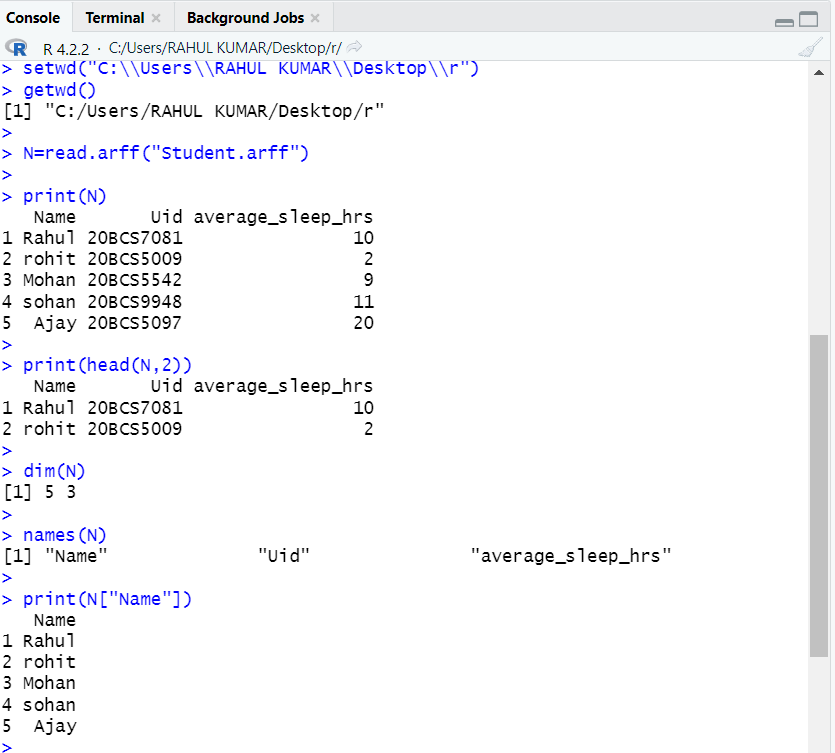 Console Terminal × Background Jobs ×
R R 4.2.2 · C:/Users/RAHUL KUMAR/Desktop/r/
> setwd("C:\\Users\\RAHUL KUMAR\\Desktop\\r")
> getwd()
[1] "C:/Users/RAHUL KUMAR/Desktop/r"
>
> N=read.arff("Student.arff")
>
> print(N)
   Name      Uid average_sleep_hrs
1 Rahul 20BCS7081                10
2 rohit 20BCS5009                 2
3 Mohan 20BCS5542                 9
4 sohan 20BCS9948                11
5  Ajay 20BCS5097                20
>
> print(head(N,2))
   Name      Uid average_sleep_hrs
1 Rahul 20BCS7081                10
2 rohit 20BCS5009                 2
>
> dim(N)
[1] 5 3
>
> names(N)
[1] "Name"              "Uid"               "average_sleep_hrs"
>
> print(N["Name"])
   Name
1 Rahul
2 rohit
3 Mohan
4 sohan
5  Ajay
>